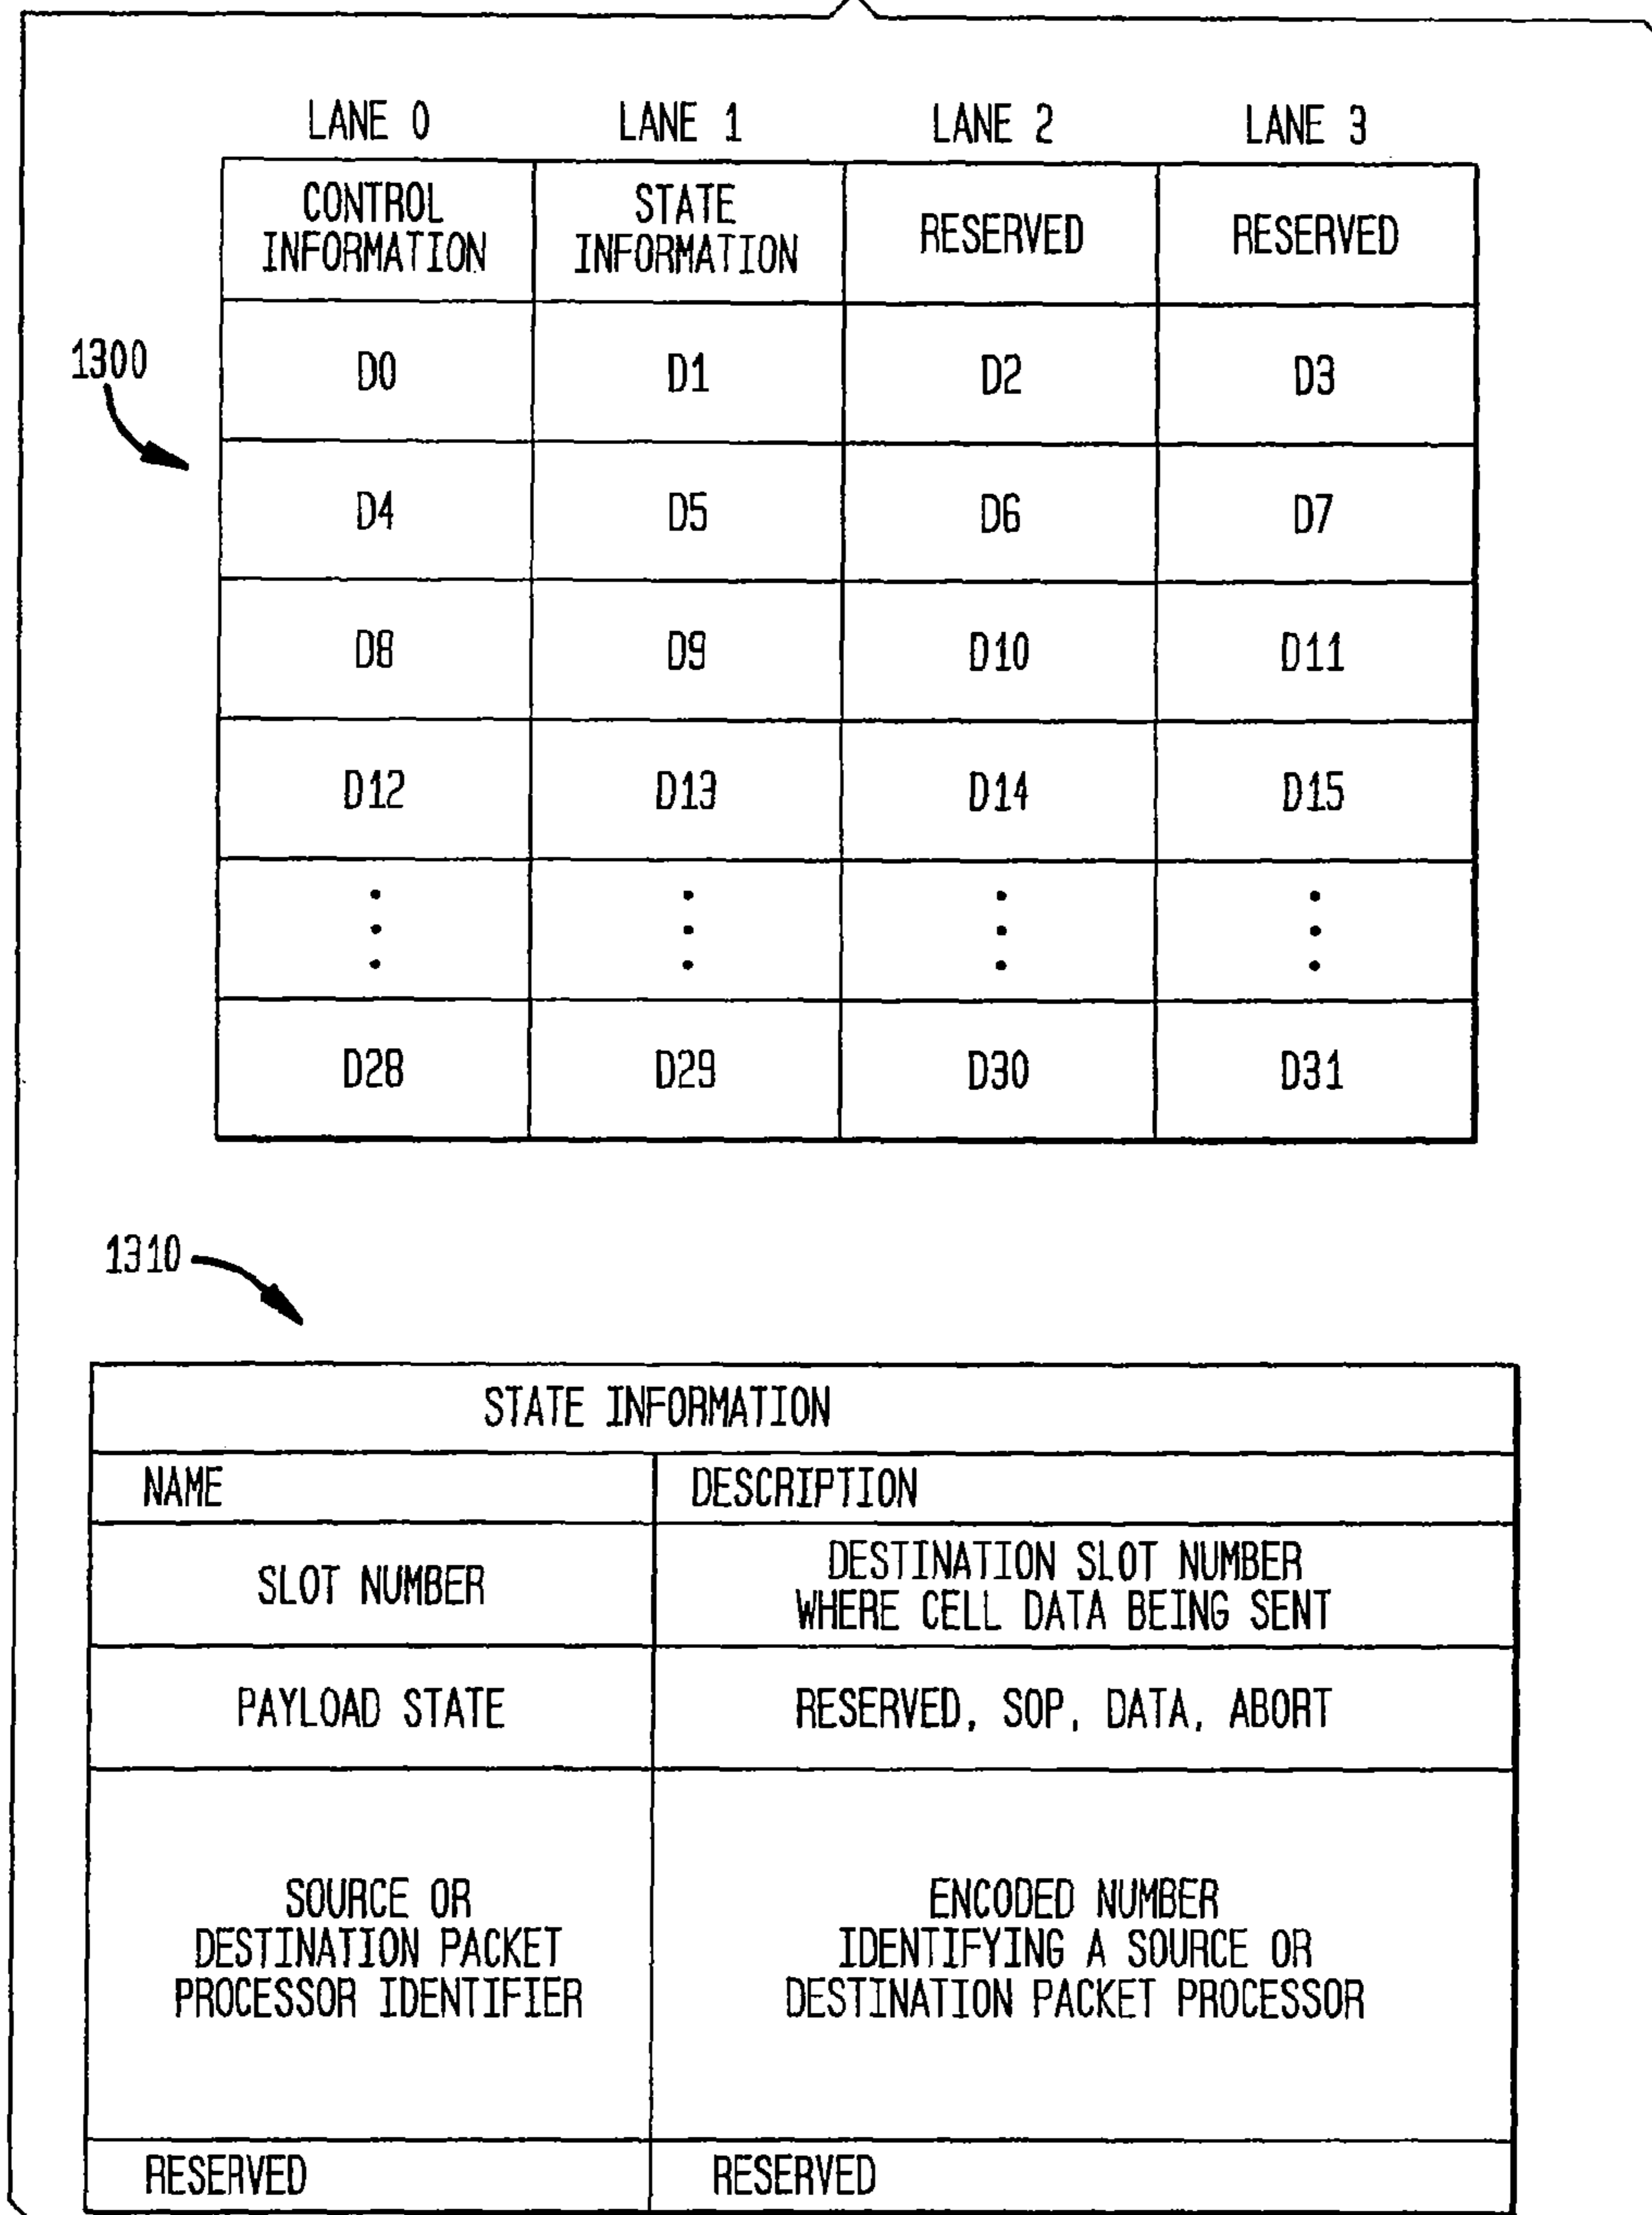 LANE 0 LANE 1 LANE 2 LANE 3
CONTROL INFORMATION STATE INFORMATION RESERVED RESERVED
1300
D0 D1 D2 D3
D4 D5 D6 D7
D8 D9 D10 D11
D12 D13 D14 D15
D28 D29 D30 D31
1310
STATE INFORMATION
NAME DESCRIPTION
SLOT NUMBER
DESTINATION SLOT NUMBER
WHERE CELL DATA BEING SENT
PAYLOAD STATE RESERVED, SOP, DATA, ABORT
SOURCE OR
DESTINATION PACKET
PROCESSOR IDENTIFIER
ENCODED NUMBER
IDENTIFYING A SOURCE OR
DESTINATION PACKET PROCESSOR
RESERVED RESERVED